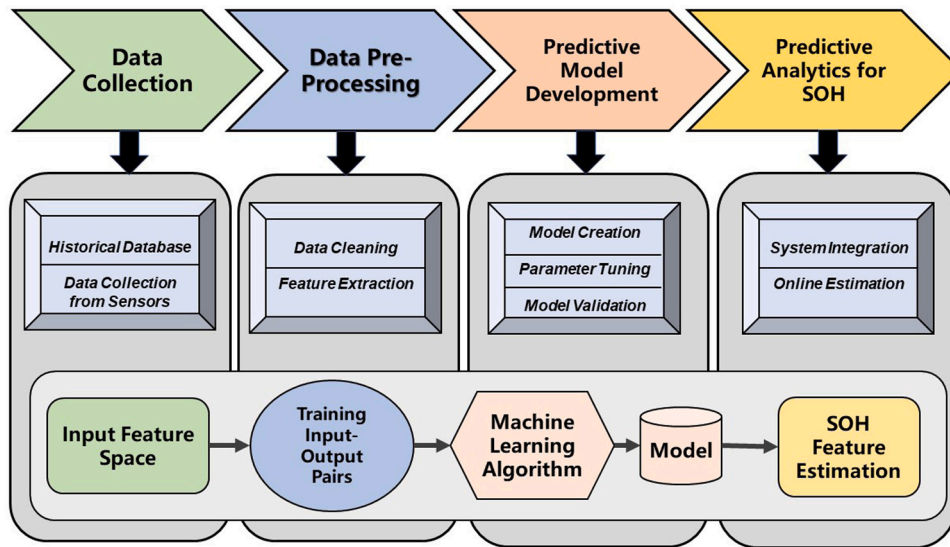 Data
Collection
Data Pre-
Processing
Predictive
Model
Development
Predictive
Analytics for
SOH
Historical Database
Data Collection
from Sensors
Data Cleaning
Feature Extraction
Model Creation
Parameter Tuning
Model Validation
System Integration
Online Estimation
Input Feature
Space
Training
Input-
Output
Pairs
Machine
Learning
Algorithm
Model
SOH
Feature
Estimation